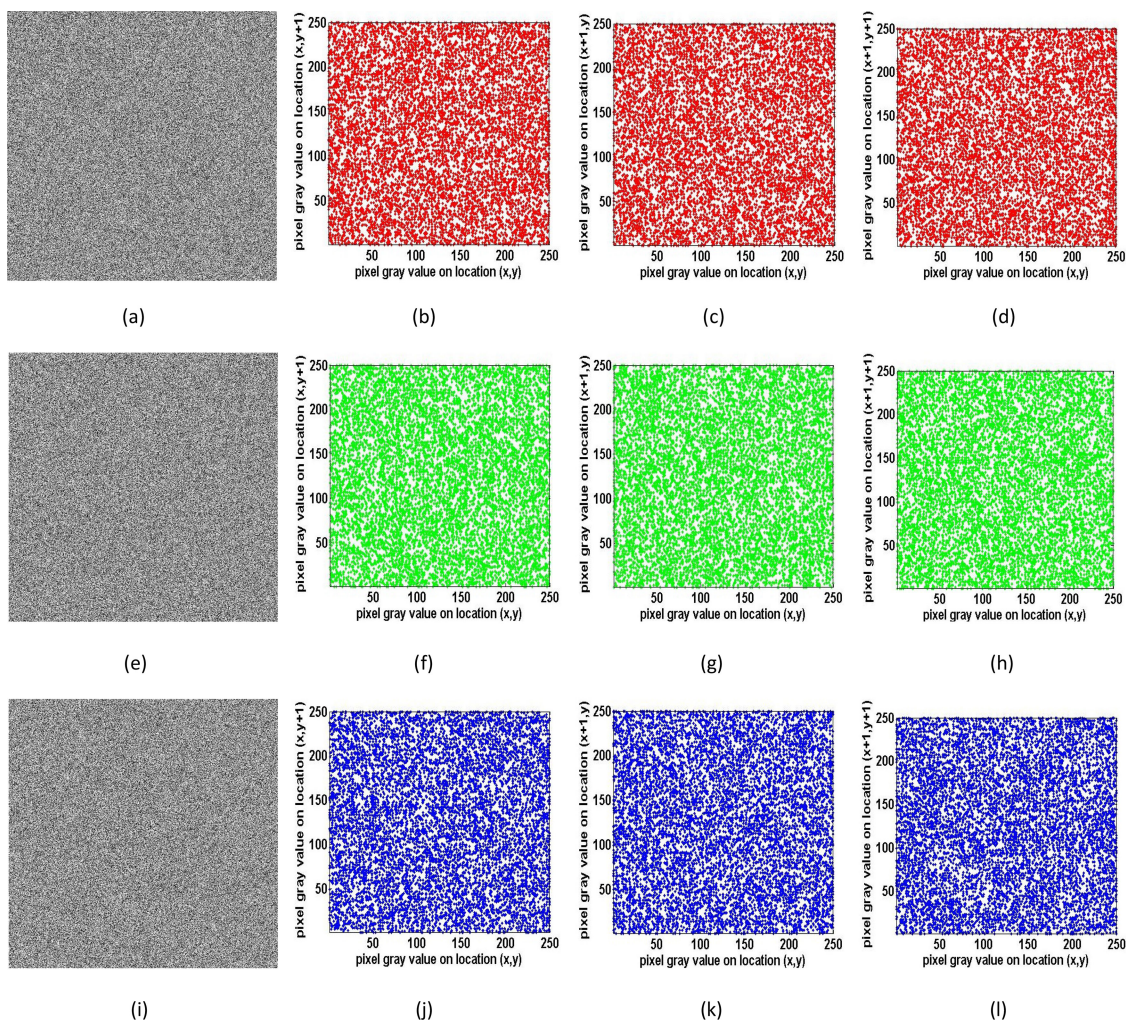 pixel gray value on location (x,y+1)
250
200
150
100
50
50 100 150 200 250
pixel gray value on location (x,y)
pixel gray value on location (x+1,y)
250
200
150
100
50
50 100 150 200 250
pixel gray value on location (x,y)
pixel gray value on location (x+1,y+1)
250
200
150
100
50
50 100 150 200 250
pixel gray value on location (x,y)
(a) (b) (c) (d)
pixel gray value on location (x,y+1)
250
200
150
100
50
50 100 150 200 250
pixel gray value on location (x,y)
pixel gray value on location (x+1,y)
250
200
150
100
50
50 100 150 200 250
pixel gray value on location (x,y)
pixel gray value on location (x+1,y+1)
250
200
150
100
50
50 100 150 200 250
pixel gray value on location (x,y)
(e) (f) (g) (h)
pixel gray value on location (x,y+1)
250
200
150
100
50
50 100 150 200 250
pixel gray value on location (x,y)
pixel gray value on location (x+1,y)
250
200
150
100
50
50 100 150 200 250
pixel gray value on location (x,y)
pixel gray value on location (x+1,y+1)
250
200
150
100
50
50 100 150 200 250
pixel gray value on location (x,y)
(i) (j) (k) (l)